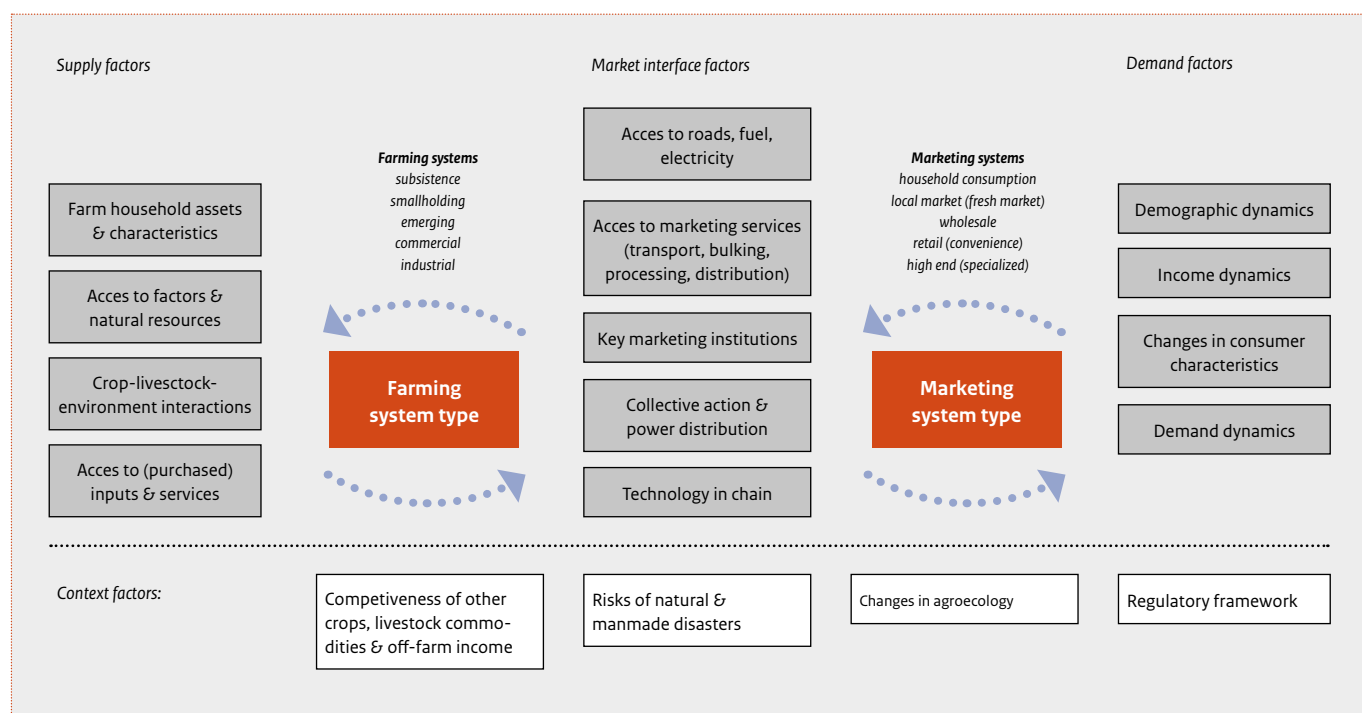 Supply factors
Farm household assets
& characteristics
Acces to factors &
natural resources
Crop-livesctock-
environment interactions
Acces to (purchased)
inputs & services
Farming systems
subsistence
smallholding
emerging
commercial
industrial
Farming
system type
Market interface factors
Acces to roads, fuel,
electricity
Acces to marketing services
(transport, bulking,
processing, distribution)
Key marketing institutions
Collective action &
power distribution
Technology in chain
Marketing systems
household consumption
local market (fresh market)
wholesale
retail (convenience)
high end (specialized)
Marketing
system type
Demand factors
Demographic dynamics
Income dynamics
Changes in consumer
characteristics
Demand dynamics
Context factors:
Competiveness of other
crops, livestock commo-
dities & off-farm income
Risks of natural &
manmade disasters
Changes in agroecology
Regulatory framework